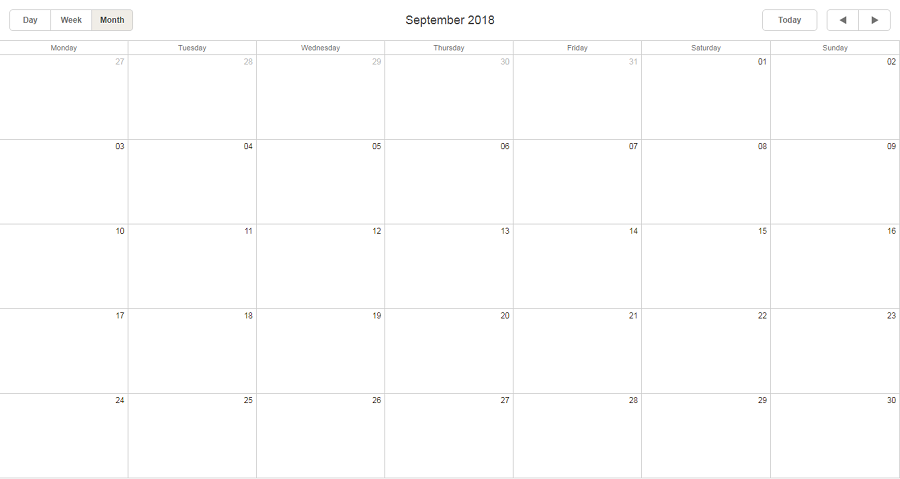 Day Week Month September 2018 Today
Monday Tuesday Wednesday Thursday Friday Saturday Sunday
27 28 29 30 31 01 02
03 04 05 06 07 08 09
10 11 12 13 14 15 16
17 18 19 20 21 22 23
24 25 26 27 28 29 30